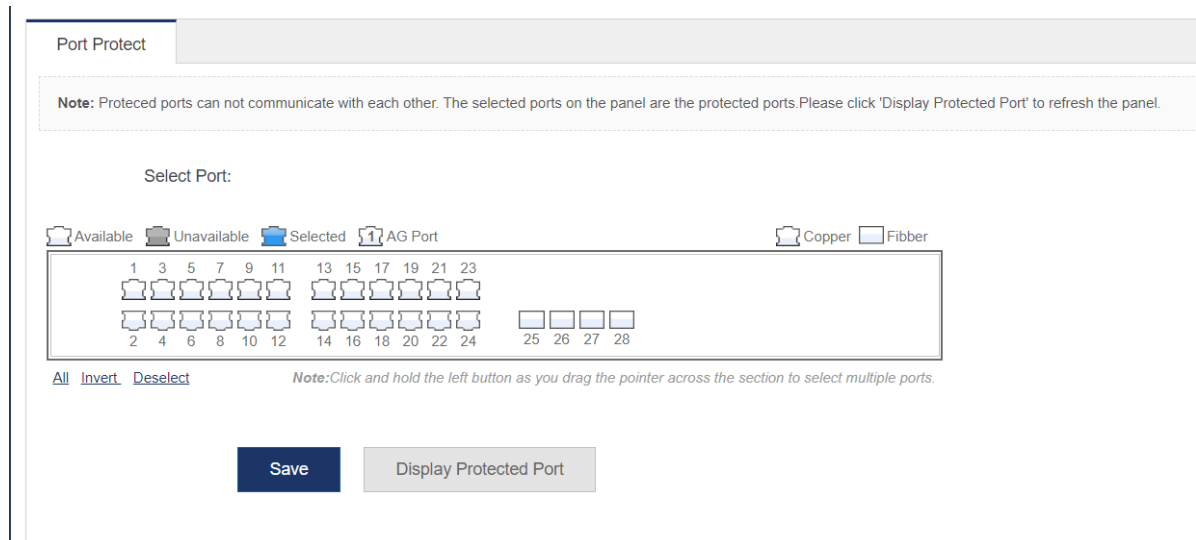 Port Protect
Note: Proteced ports can not communicate with each other. The selected ports on the panel are the protected ports.Please click 'Display Protected Port' to refresh the panel.
Select Port:
Available Unavailable Selected 1 AG Port Copper Fibber
1 3 5 7 9 11 13 15 17 19 21 23
2 4 6 8 10 12 14 16 18 20 22 24 25 26 27 28
All Invert Deselect Note:Click and hold the left button as you drag the pointer across the section to select multiple ports.
Save Display Protected Port